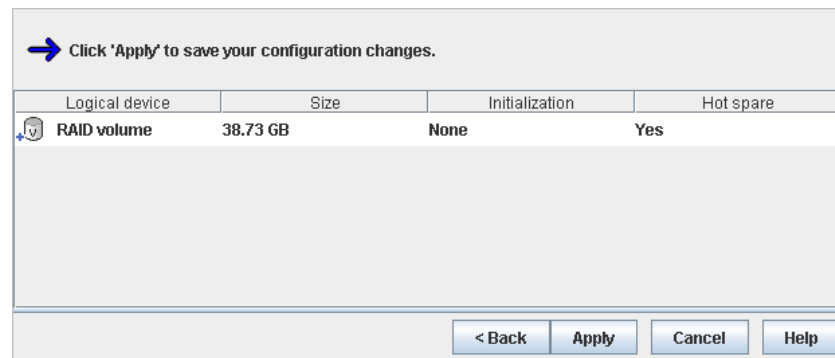 Click 'Apply' to save your configuration changes.
Logical device Size Initialization Hot spare
RAID volume 38.73 GB None Yes
< Back Apply Cancel Help